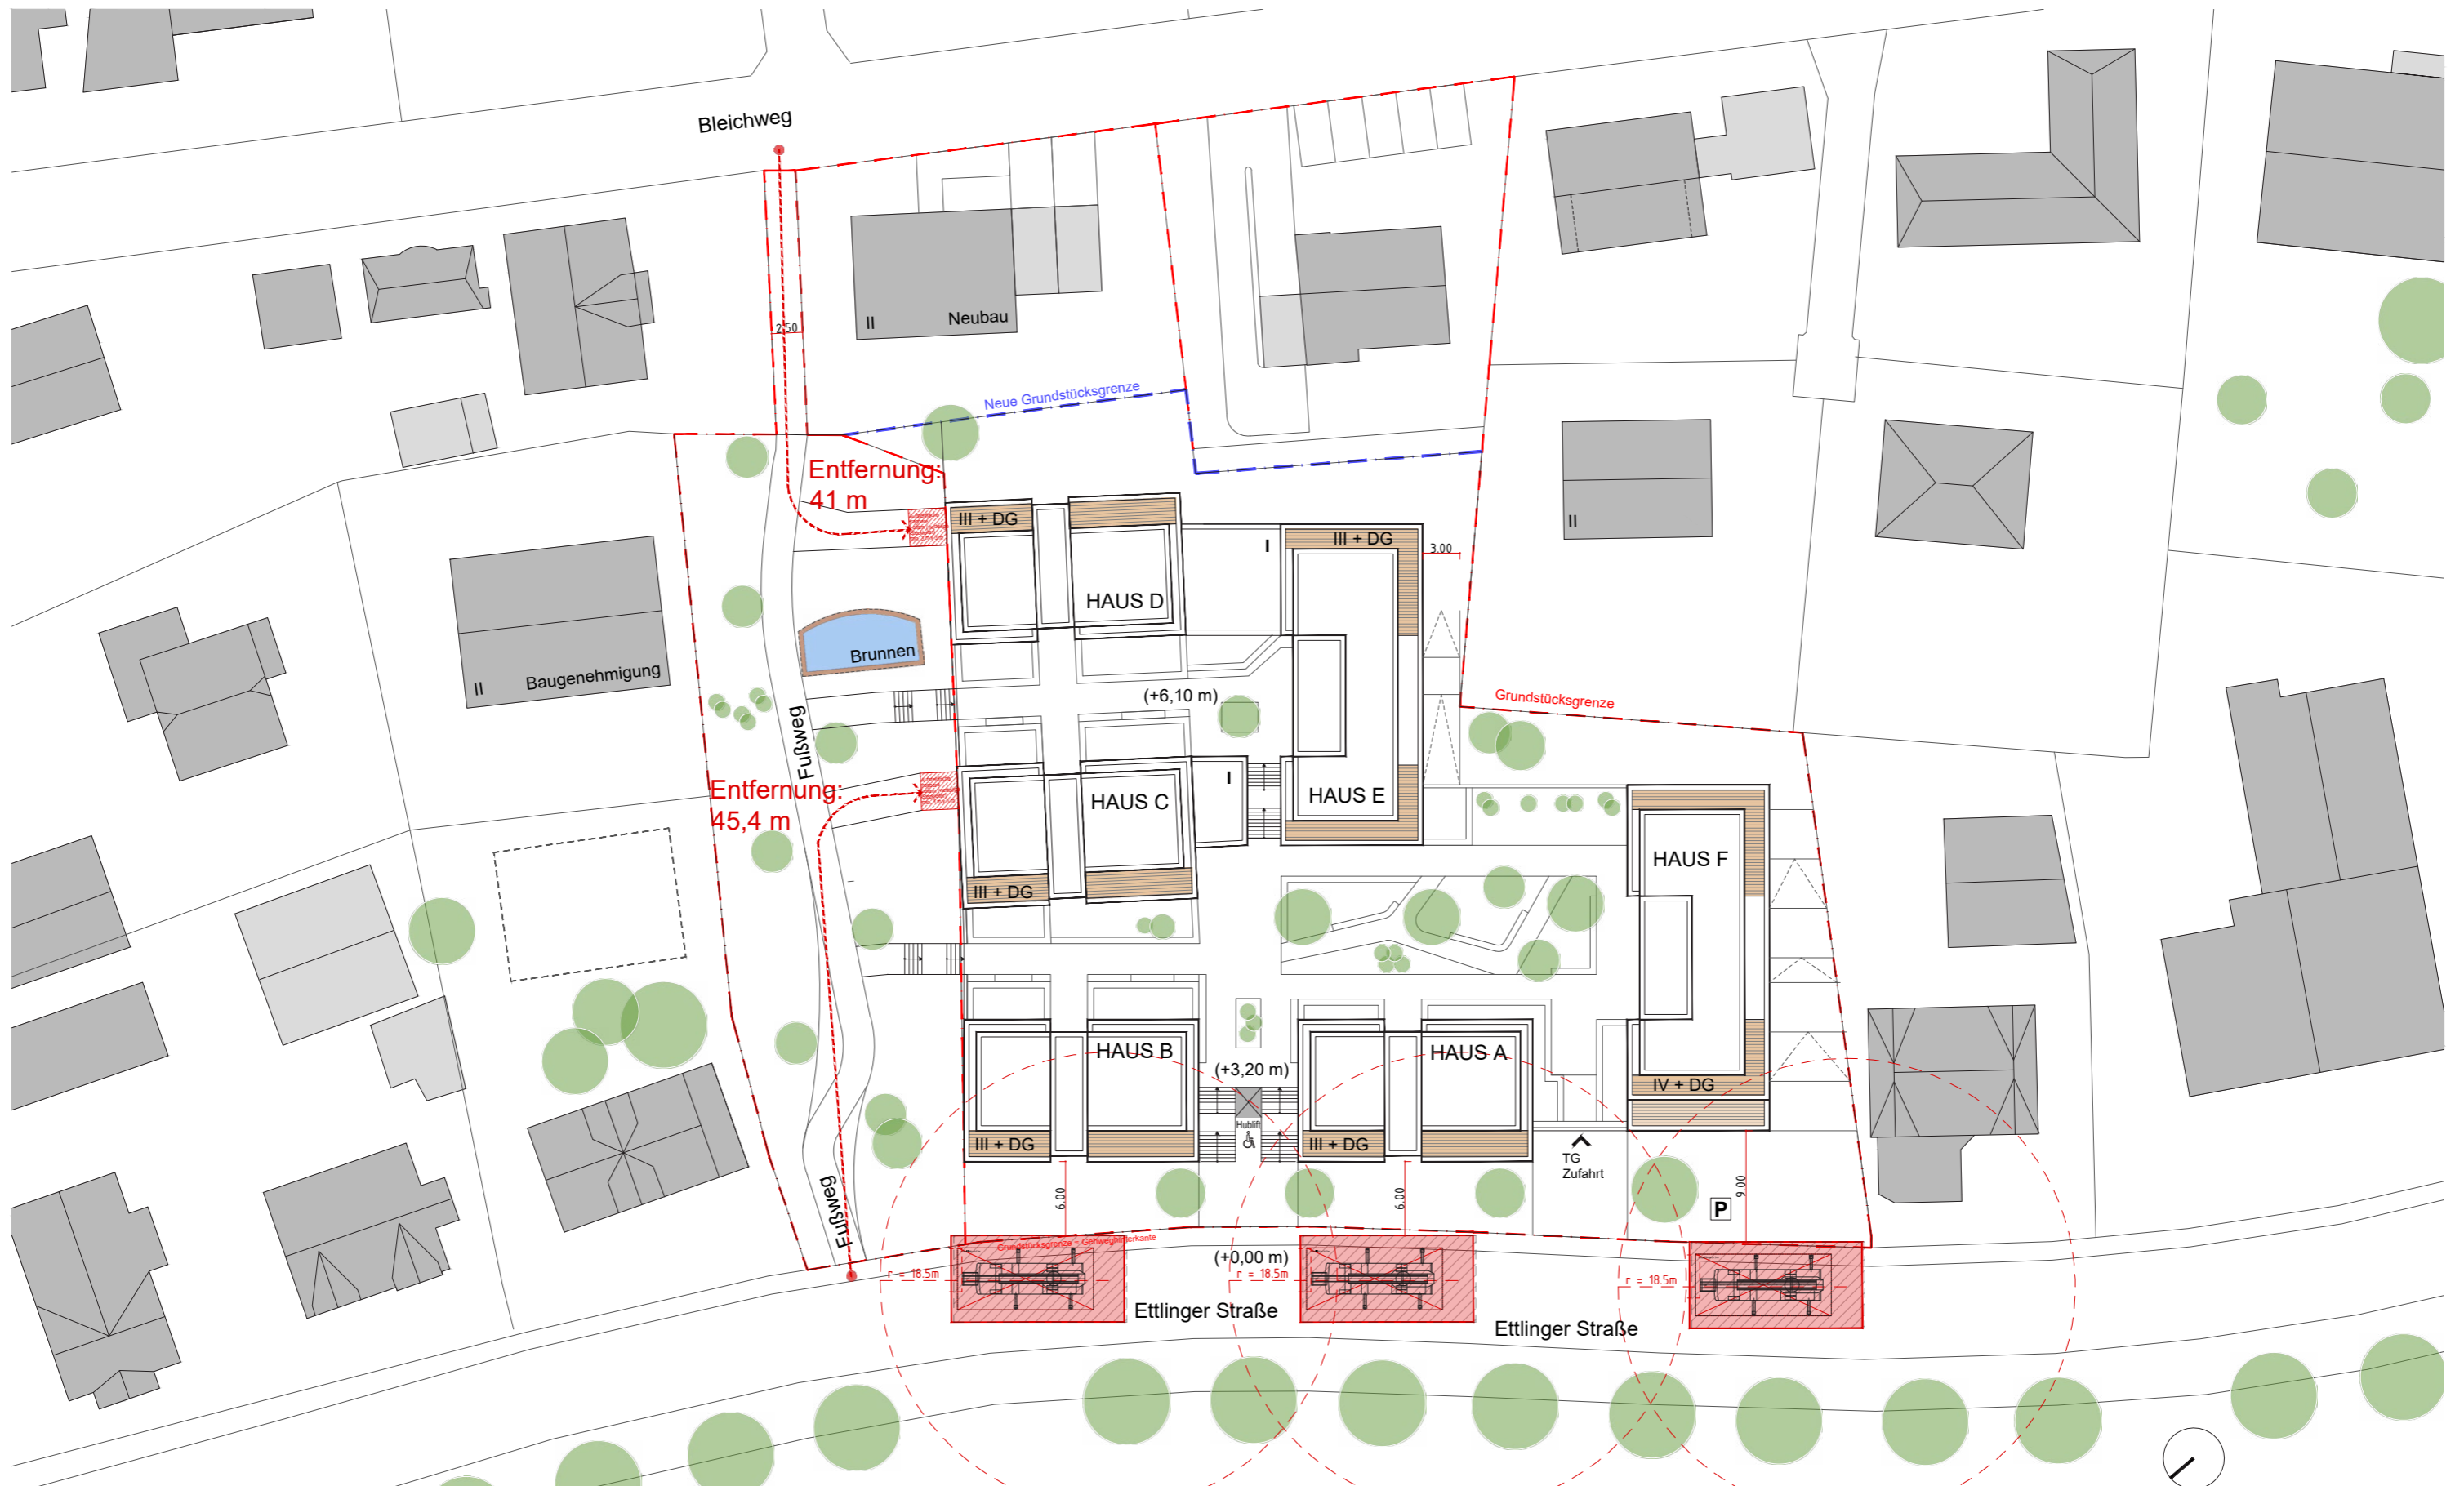 Bleichweg
2.50
II
Neubau
Neue Grundstücksgrenze
Entfernung:
41 m
III + DG
HAUS D
I
III + DG
3.00
II
II
Baugenehmigung
Brunnen
(+6,10 m)
Grundstücksgrenze
Fußweg
Entfernung:
45,4 m
HAUS C
I
HAUS E
III + DG
HAUS F
HAUS B
(+3,20 m)
HAUS A
IV + DG
Hublift
III + DG
III + DG
TG
Zufahrt
6.00
6.00
9.00
P
Fußweg
Grundstücksgrenze = Gehweghinterkante
(+0,00 m)
r = 18.5m
r = 18.5m
r = 18.5m
Ettlinger Straße
Ettlinger Straße